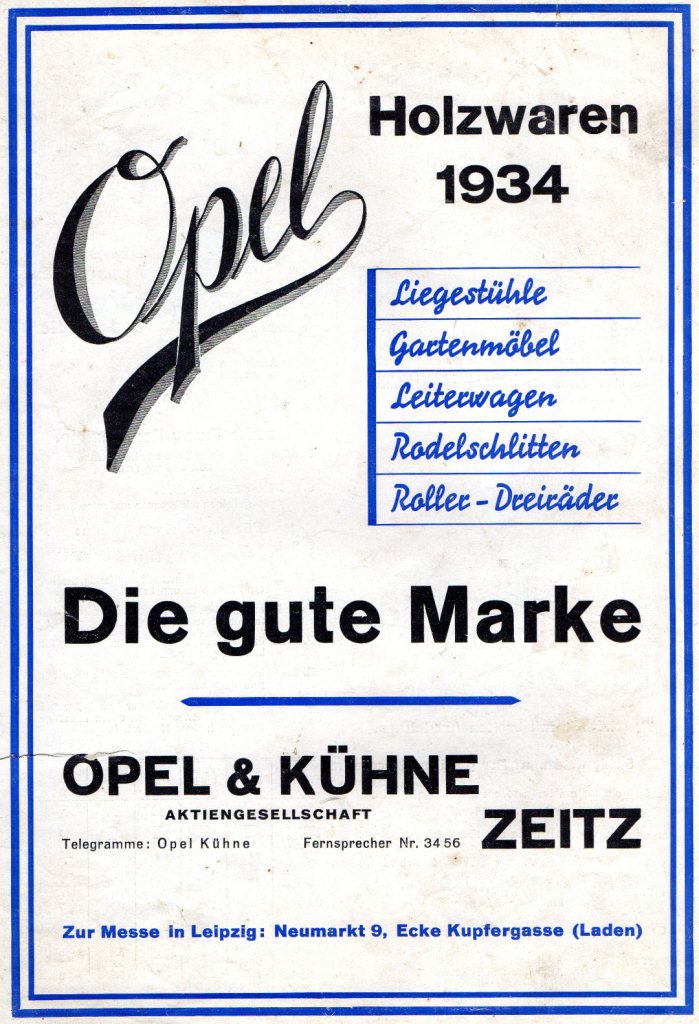 Opel
Holzwaren
1934
Liegestühle
Gartenmöbel
Leiterwagen
Rodelschlitten
Roller - Dreiräder
Die gute Marke
OPEL & KÜHNE
AKTIENGESELLSCHAFT
ZEITZ
Telegramme: Opel Kühne Fernsprecher Nr. 3456
Zur Messe in Leipzig: Neumarkt 9, Ecke Kupfergasse (Laden)